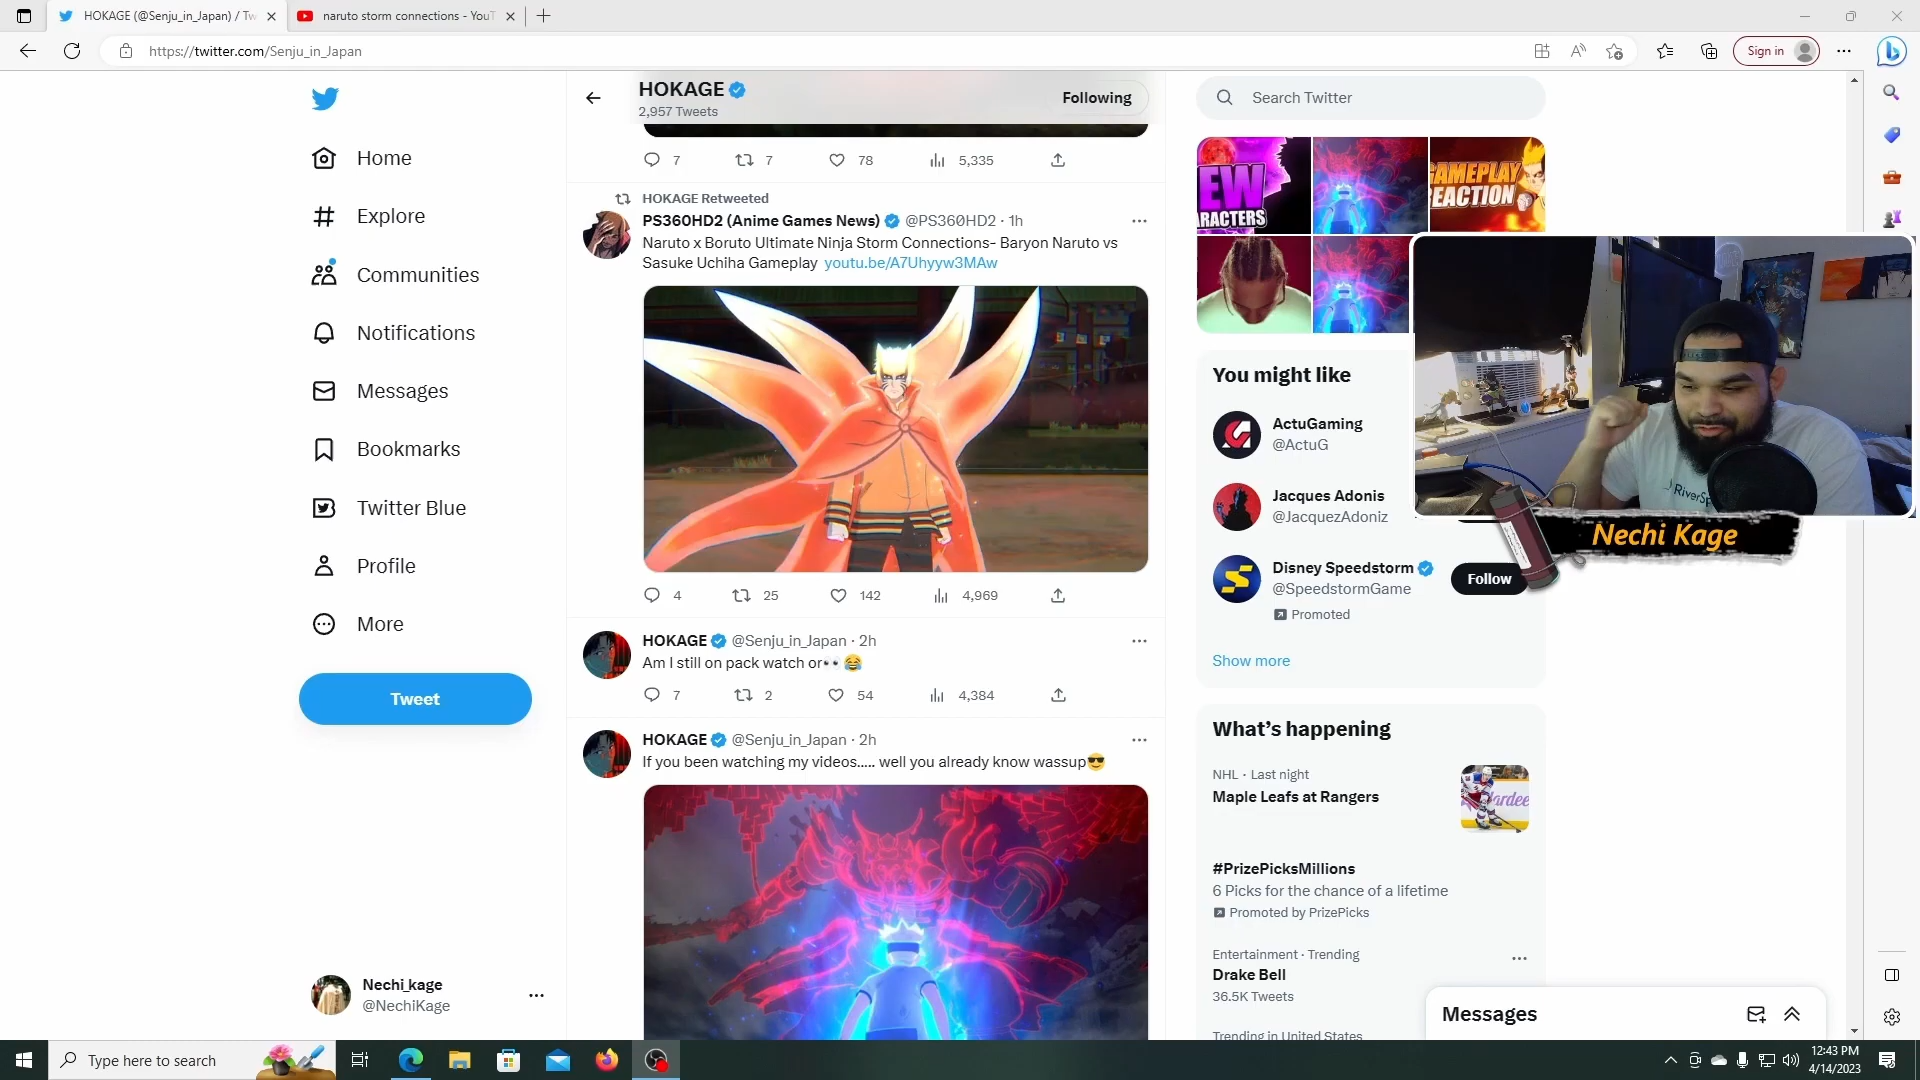 HOKAGE (@Senju_in_Japan) / Tw
naruto storm connections - YouT
https://twitter.com/Senju_in_Japan
Sign in
HOKAGE
2,957 Tweets
Following
Search Twitter
Home
Explore
Communities
Notifications
Messages
Bookmarks
Twitter Blue
Profile
More
Tweet
Nechi_kage
@NechiKage
7 7 78 5,335
HOKAGE Retweeted
PS360HD2 (Anime Games News) @PS360HD2 · 1h
Naruto x Boruto Ultimate Ninja Storm Connections- Baryon Naruto vs
Sasuke Uchiha Gameplay youtu.be/A7Uhyyw3MAw
4 25 142 4,969
HOKAGE @Senju_in_Japan · 2h
Am I still on pack watch or👀 😂
7 2 54 4,384
HOKAGE @Senju_in_Japan · 2h
If you been watching my videos..... well you already know wassup😎
EW
RACTERS
GAMEPLAY
REACTION
You might like
ActuGaming
@ActuG
Jacques Adonis
@JacquezAdoniz
Disney Speedstorm
@SpeedstormGame
Promoted
Follow
Show more
Nechi Kage
What's happening
NHL · Last night
Maple Leafs at Rangers
#PrizePicksMillions
6 Picks for the chance of a lifetime
Promoted by PrizePicks
Entertainment · Trending
Drake Bell
36.5K Tweets
Trending in United States
Messages
Type here to search
12:43 PM
4/14/2023